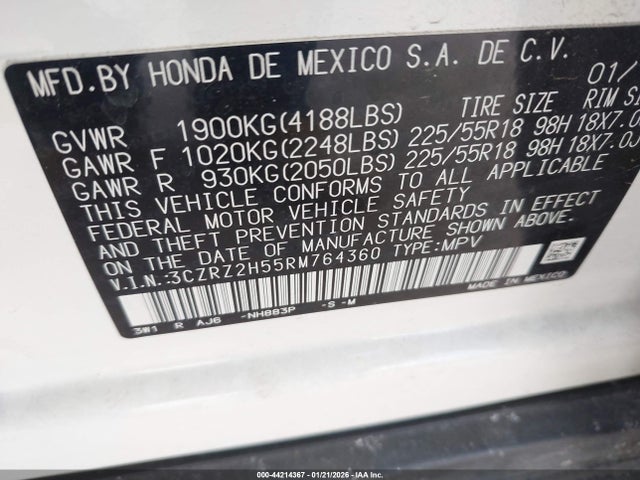 MFD. BY HONDA DE MEXICO S.A. DE C.V.
01/
TIRE SIZE RIM
GVWR 1900KG(4188LBS)
GAWR F 1020KG(2248LBS) 225/55R18 98H 18X7.0J
GAWR R 930KG(2050LBS) 225/55R18 98H 18X7.0J
THIS VEHICLE CONFORMS TO ALL APPLICABLE
FEDERAL MOTOR VEHICLE SAFETY
AND THEFT PREVENTION STANDARDS IN EFFECT
ON THE DATE OF MANUFACTURE SHOWN ABOVE.
V.I.N.:3CZRZ2H55RM764360 TYPE:MPV
MADE IN MEXICO
3W1 R AJ6 -NH883P -S -M
000-44214367 | 01/21/2026 | IAA Inc.